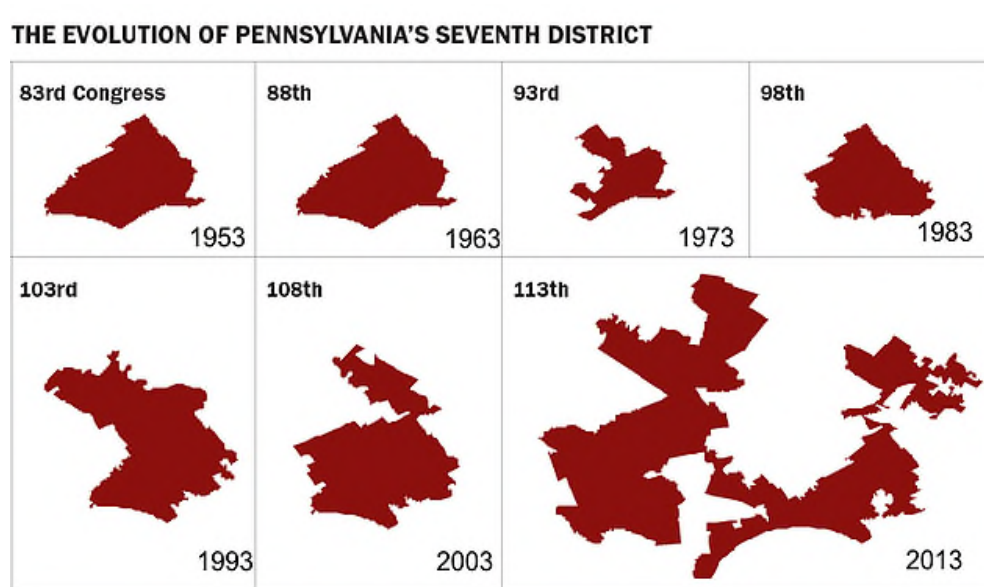 THE EVOLUTION OF PENNSYLVANIA'S SEVENTH DISTRICT
83rd Congress
1953
88th
1963
93rd
1973
98th
1983
103rd
1993
108th
2003
113th
2013